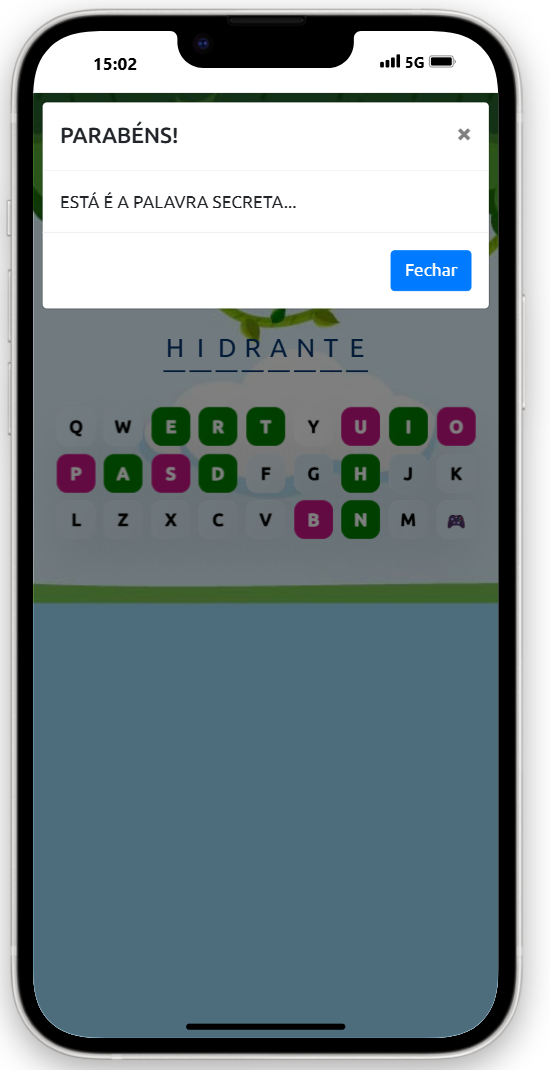 15:02 5G
PARABÉNS! ×
ESTÁ É A PALAVRA SECRETA...
Fechar
H I D R A N T E
Q W E R T Y U I O
P A S D F G H J K
L Z X C V B N M